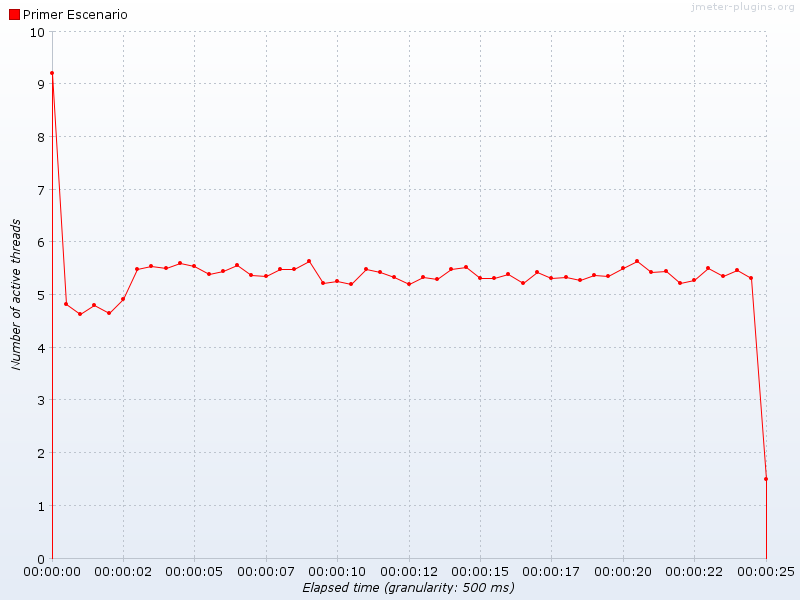 jmeter-plugins.org
Primer Escenario
10
9
8
7
6
5
4
3
2
1
0
Number of active threads
00:00:00 00:00:02 00:00:05 00:00:07 00:00:10 00:00:12 00:00:15 00:00:17 00:00:20 00:00:22 00:00:25
Elapsed time (granularity: 500 ms)